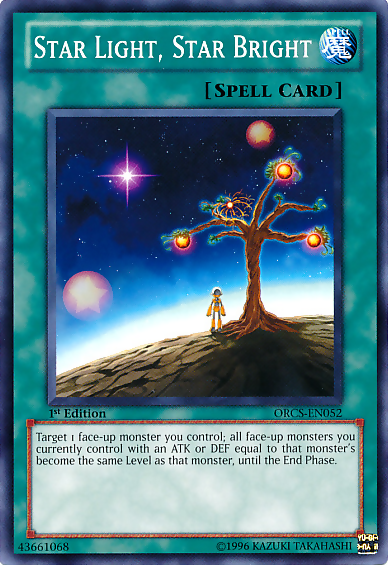 STAR LIGHT, STAR BRIGHT 魔
[SPELL CARD]
1st Edition ORCS-EN052
Target 1 face-up monster you control; all face-up monsters you
currently control with an ATK or DEF equal to that monster's
become the same Level as that monster, until the End Phase.
43661068 ©1996 KAZUKI TAKAHASHI